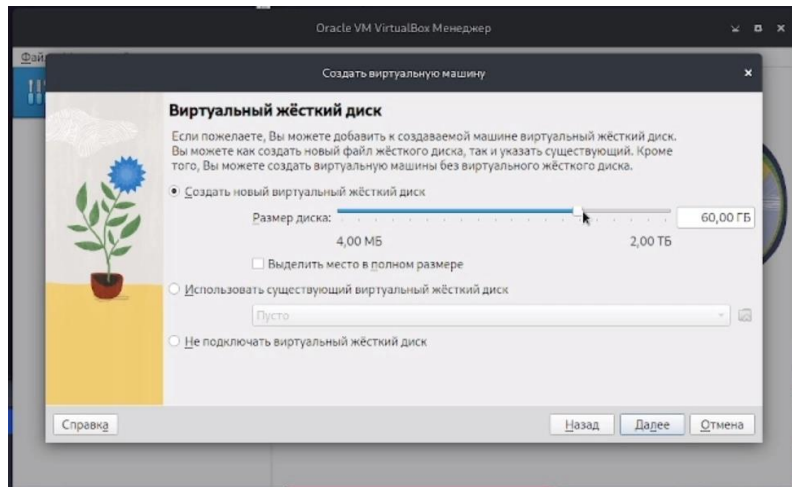 Oracle VM VirtualBox Менеджер
Фай
Создать виртуальную машину
Виртуальный жёсткий диск
Если пожелаете, Вы можете добавить к создаваемой машине виртуальный жёсткий диск.
Вы можете как создать новый файл жёсткого диска, так и указать существующий. Кроме
того, Вы можете создать виртуальную машины без виртуального жёсткого диска.
Создать новый виртуальный жёсткий диск
Размер диска:
60,00 ГБ
4,00 МБ
2,00 ТБ
Выделить место в полном размере
Использовать существующий виртуальный жёсткий диск
Пусто
Не подключать виртуальный жёсткий диск
Справка
Назад
Далее
Отмена